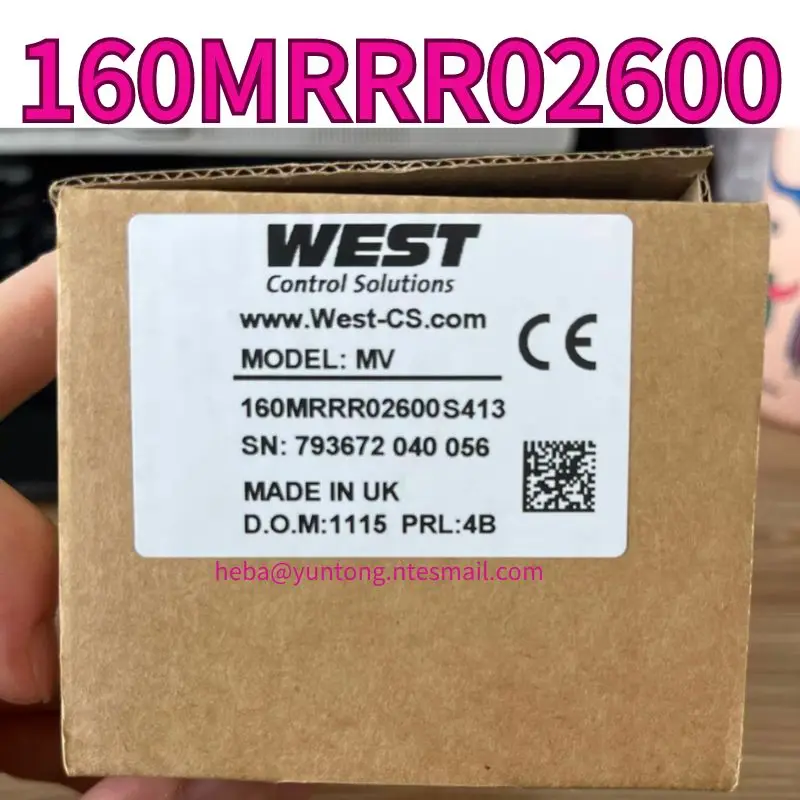 160MRRR02600
WEST
Control Solutions
www.West-CS.com
MODEL: MV
160MRRR02600S413
SN: 793672 040 056
MADE IN UK
D.O.M:1115 PRL:4B
CE
heba@yuntong.ntesmail.com